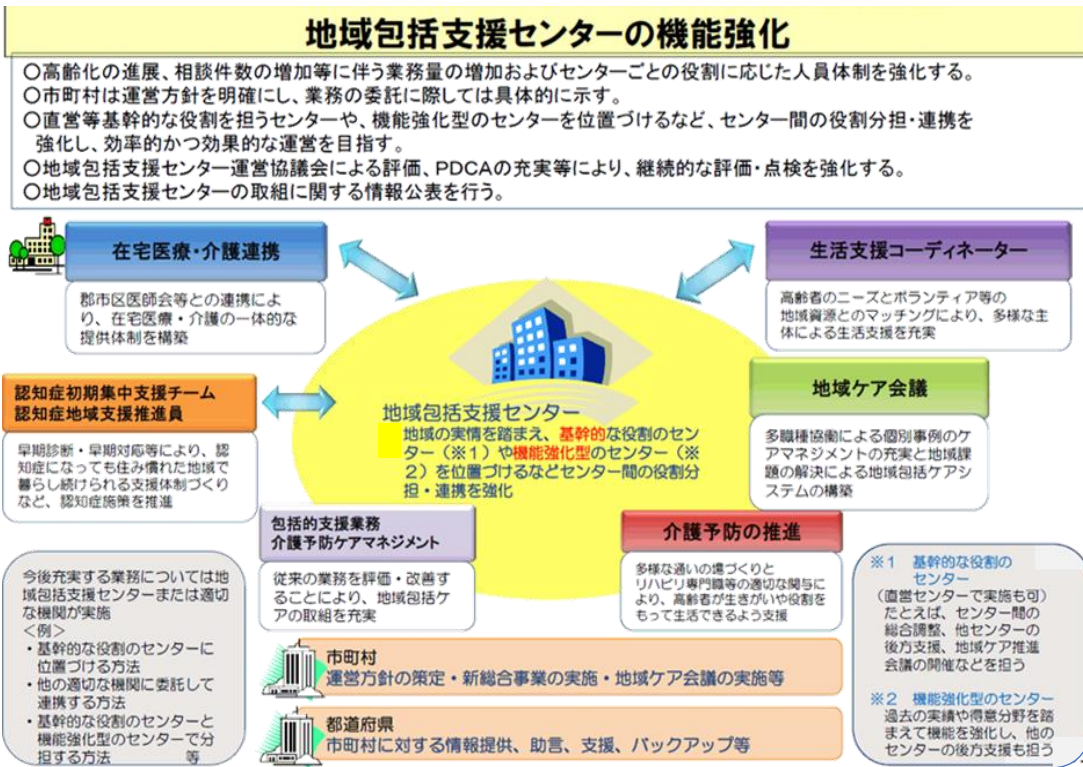 地域包括支援センターの機能強化
○高齢化の進展、相談件数の増加等に伴う業務量の増加およびセンターごとの役割に応じた人員体制を強化する。
○市町村は運営方針を明確にし、業務の委託に際しては具体的に示す。
○直営等基幹的な役割を担うセンターや、機能強化型のセンターを位置づけるなど、センター間の役割分担・連携を
強化し、効率的かつ効果的な運営を目指す。
○地域包括支援センター運営協議会による評価、PDCAの充実等により、継続的な評価・点検を強化する。
○地域包括支援センターの取組に関する情報公表を行う。
在宅医療・介護連携
郡市区医師会等との連携によ
り、在宅医療・介護の一体的な
提供体制を構築
生活支援コーディネーター
高齢者のニーズとボランティア等の
地域資源とのマッチングにより、多様な主
体による生活支援を充実
認知症初期集中支援チーム
認知症地域支援推進員
早期診断・早期対応等により、認
知症になっても住み慣れた地域で
暮らし続けられる支援体制づくり
など、認知症施策を推進
地域包括支援センター
地域の実情を踏まえ、基幹的な役割のセン
ター（※１）や機能強化型のセンター（※
２）を位置づけるなどセンター間の役割分
担・連携を強化
地域ケア会議
多職種協働による個別事例のケ
アマネジメントの充実と地域課
題の解決による地域包括ケアシ
ステムの構築
包括的支援業務
介護予防ケアマネジメント
従来の業務を評価・改善す
ることにより、地域包括ケ
アの取組を充実
介護予防の推進
多様な通いの場づくりと
リハビリ専門職等の適切な関与に
より、高齢者が生きがいや役割を
もって生活できるよう支援
今後充実する業務については地
域包括支援センターまたは適切
な機関が実施
＜例＞
・基幹的な役割のセンターに
位置づける方法
・他の適切な機関に委託して
連携する方法
・基幹的な役割のセンターと
機能強化型のセンターで分
担する方法 等
市町村
運営方針の策定・新総合事業の実施・地域ケア会議の実施等
都道府県
市町村に対する情報提供、助言、支援、バックアップ等
※１ 基幹的な役割の
センター
（直営センターで実施も可）
たとえば、センター間の
総合調整、他センターの
後方支援、地域ケア推進
会議の開催などを担う
※２ 機能強化型のセンター
過去の実績や得意分野を踏
まえて機能を強化し、他の
センターの後方支援も担う